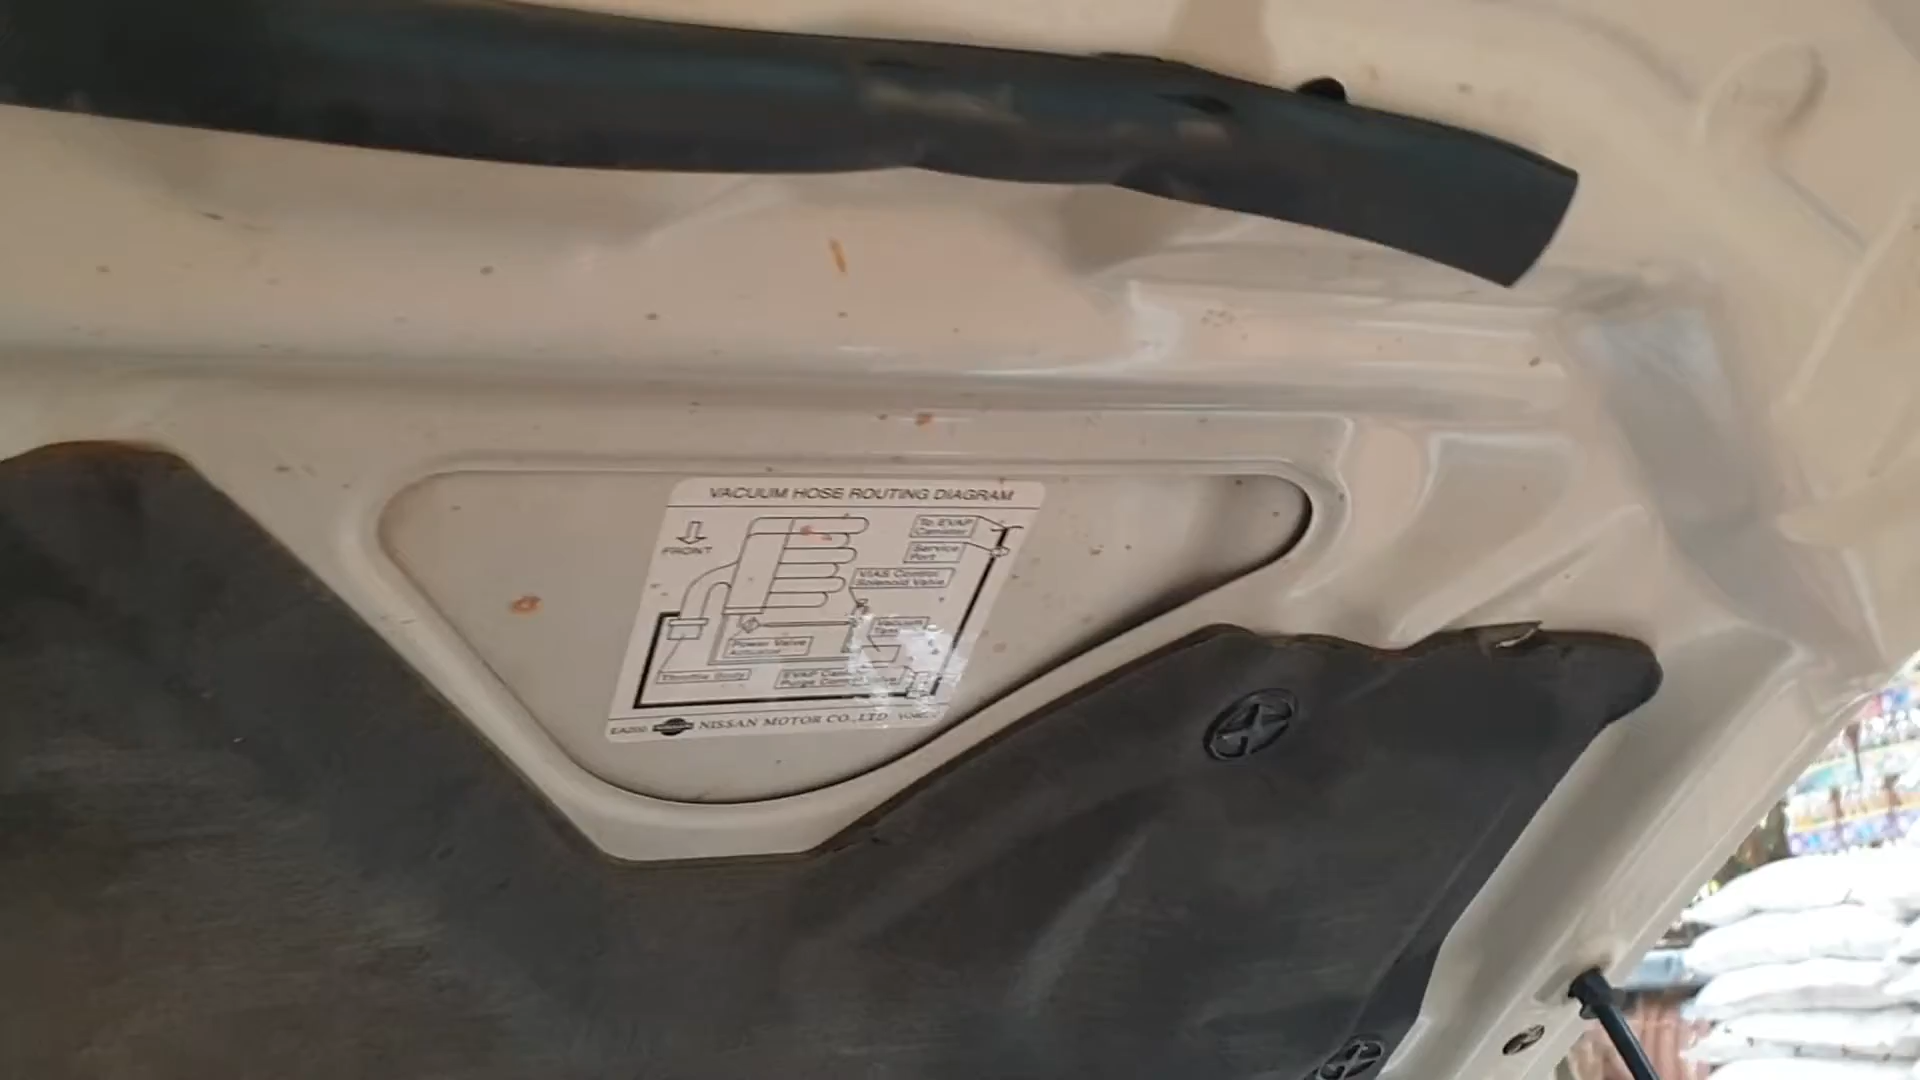 VACUUM HOSE ROUTING DIAGRAM
FRONT
To EVAP
Canister
Service
Port
VIAS Control
Solenoid Valve
Vacuum
Tank
Power Valve
Actuator
Throttle Body
EVAP
Purge Control Valve
EA200 NISSAN MOTOR CO.,LTD